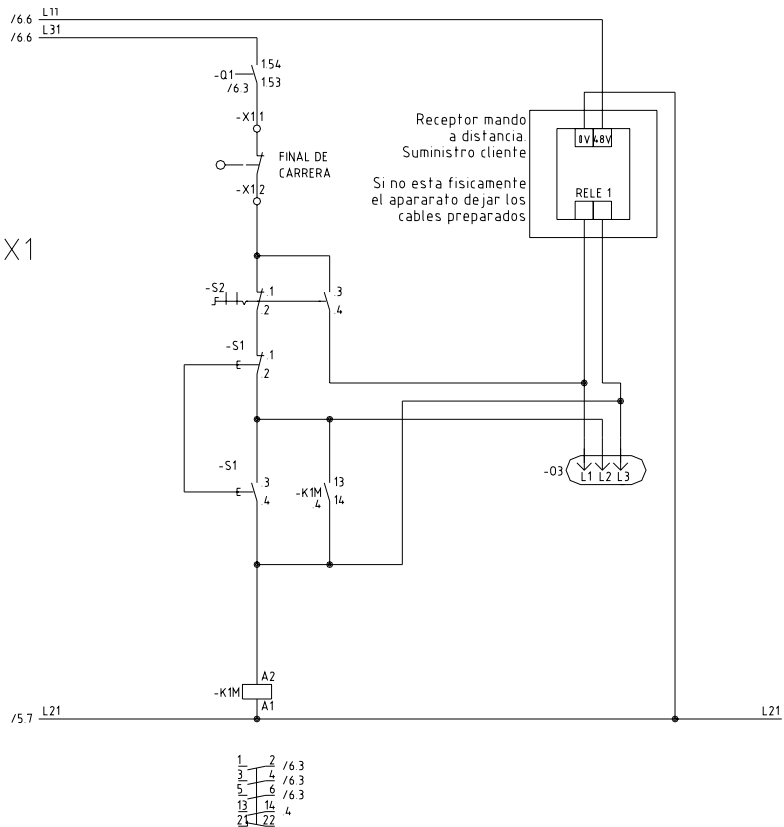 /6.6 L11
/6.6 L31
1.54
-Q1
1.53
/6.3
-X1.1
FINAL DE
CARRERA
-X1.2
Receptor mando
a distancia.
Suministro cliente
Si no esta fisicamente
el apararato dejar los
cables preparados
0V 48V
RELE 1
X1
-S2
.1
.2
.3
.4
-S1
.1
.2
-S1
.3
.4
-K1M
.4
13
14
-03
L1 L2 L3
A2
-K1M
A1
/5.7 L21
L21
1 2 /6.3
3 4 /6.3
5 6 /6.3
13 14 .4
21 22